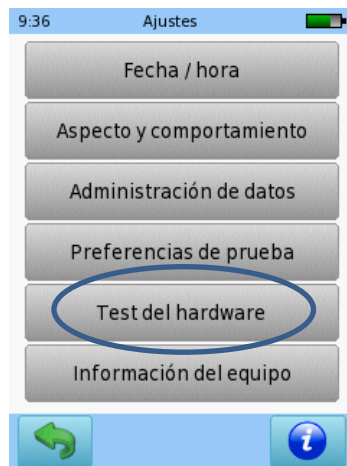 9:36 Ajustes
Fecha / hora
Aspecto y comportamiento
Administración de datos
Preferencias de prueba
Test del hardware
Información del equipo
i